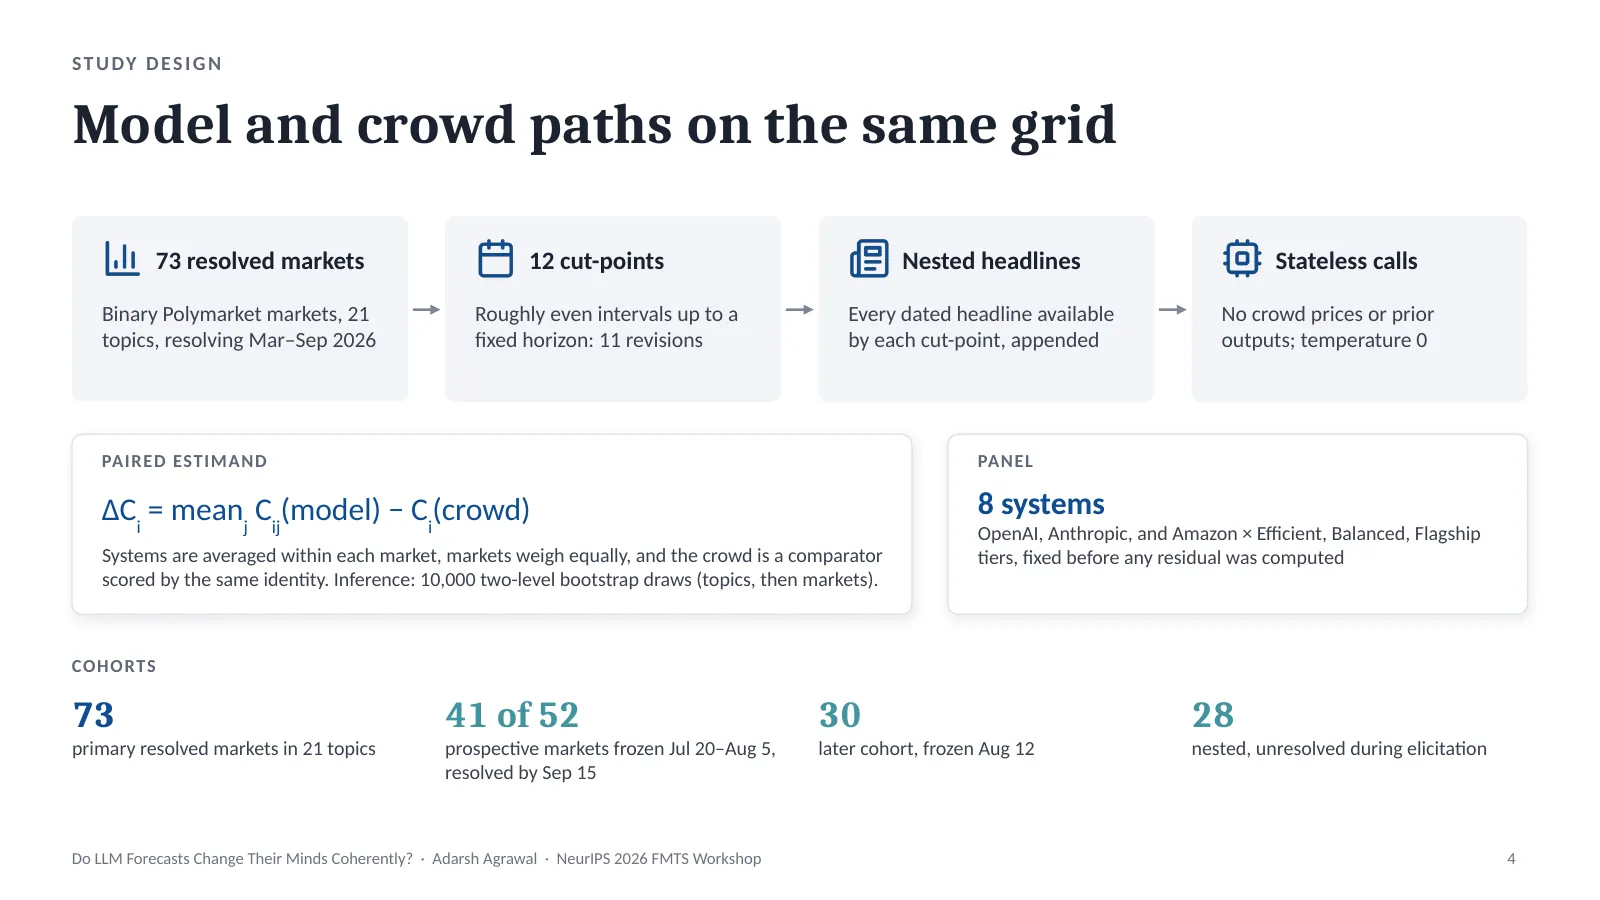 STUDY DESIGN
Model and crowd paths on the same grid
73 resolved markets
Binary Polymarket markets, 21
topics, resolving Mar–Sep 2026
12 cut-points
Roughly even intervals up to a
fixed horizon: 11 revisions
Nested headlines
Every dated headline available
by each cut-point, appended
Stateless calls
No crowd prices or prior
outputs; temperature 0
PAIRED ESTIMAND
ΔCi = meanj Cij(model) − Ci(crowd)
Systems are averaged within each market, markets weigh equally, and the crowd is a comparator
scored by the same identity. Inference: 10,000 two-level bootstrap draws (topics, then markets).
PANEL
8 systems
OpenAI, Anthropic, and Amazon × Efficient, Balanced, Flagship
tiers, fixed before any residual was computed
COHORTS
73
primary resolved markets in 21 topics
41 of 52
prospective markets frozen Jul 20–Aug 5,
resolved by Sep 15
30
later cohort, frozen Aug 12
28
nested, unresolved during elicitation
Do LLM Forecasts Change Their Minds Coherently? · Adarsh Agrawal · NeurIPS 2026 FMTS Workshop
4